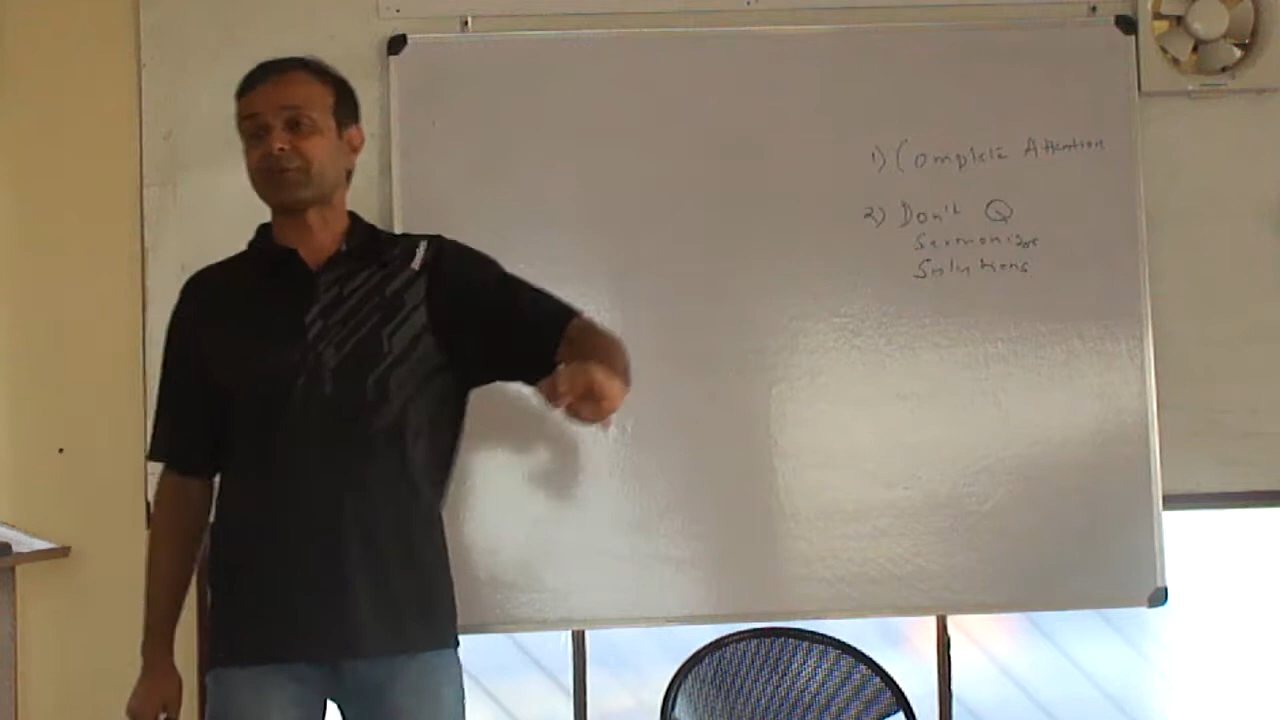 1) Complete Attention
2) Don't Q
Sermonize
Solutions